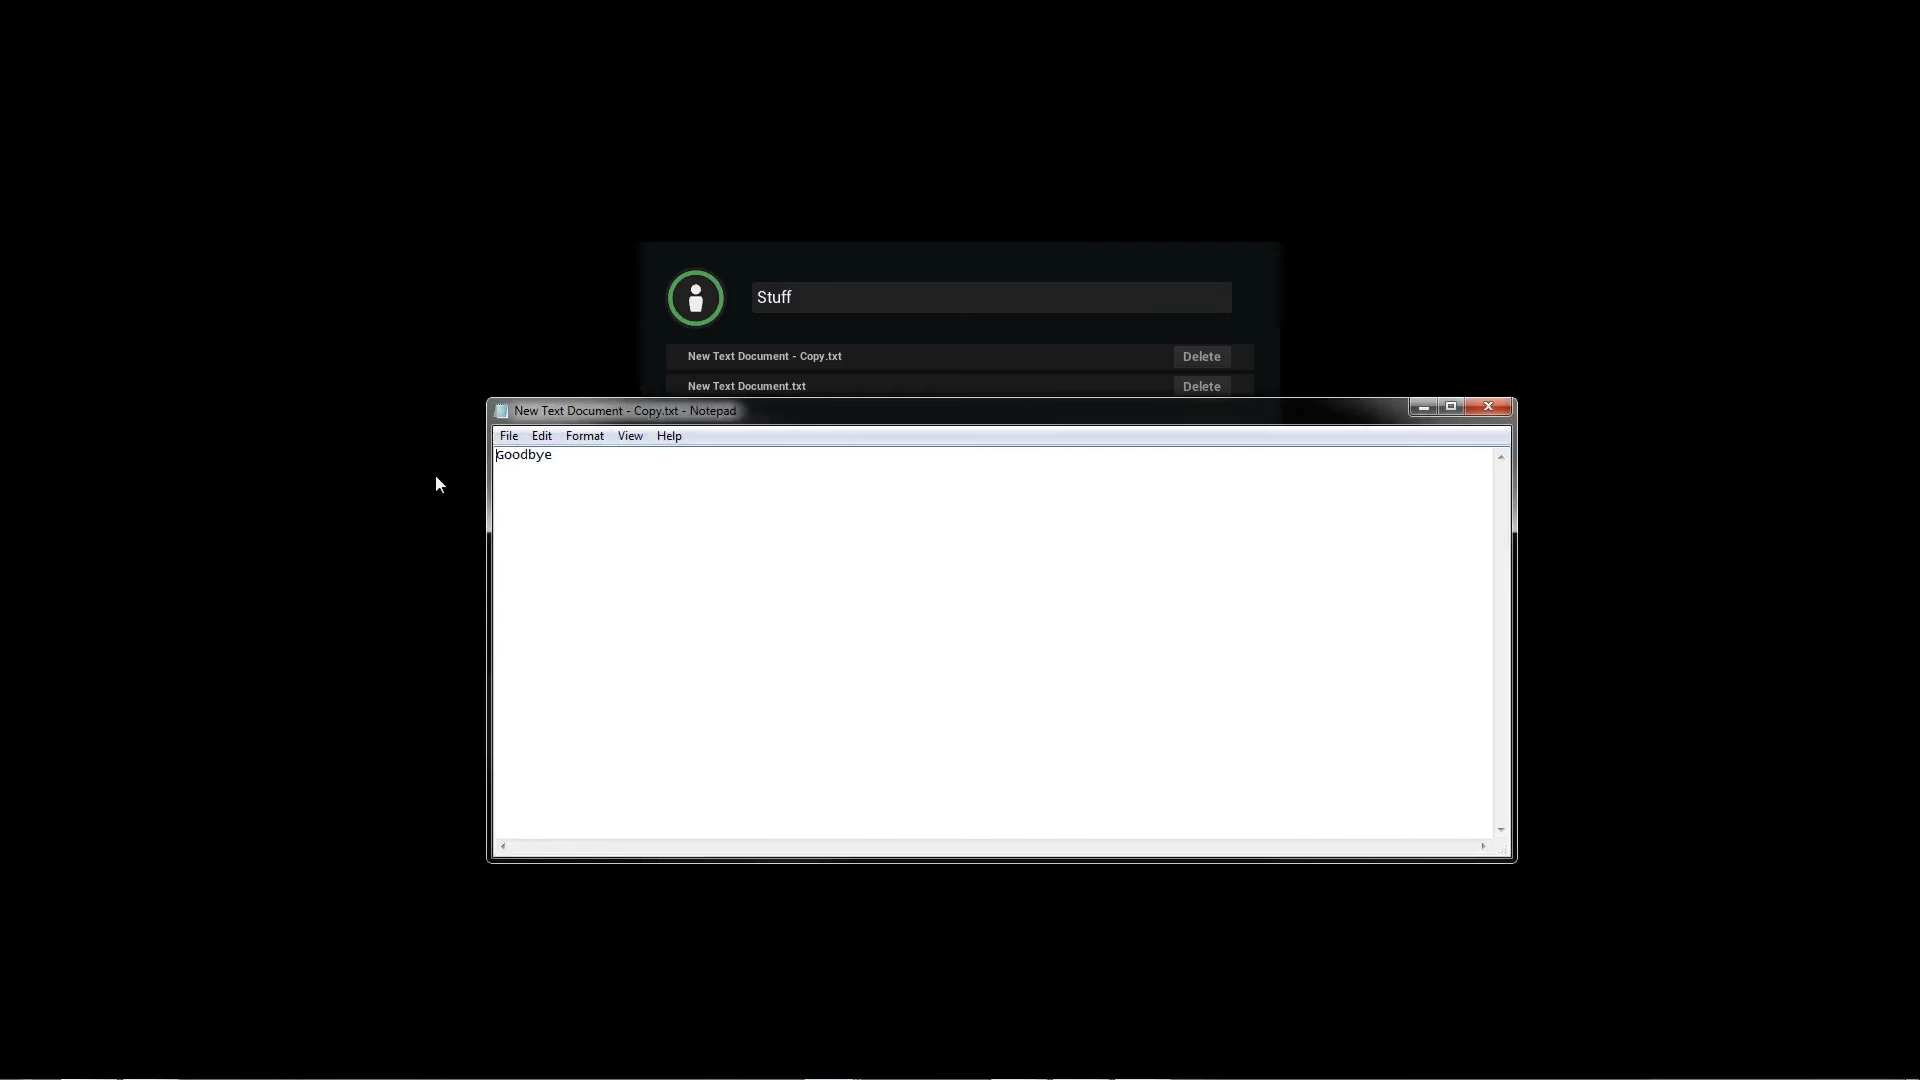 Stuff
New Text Document - Copy.txt Delete
New Text Document.txt Delete
New Text Document - Copy.txt - Notepad
File Edit Format View Help
Goodbye